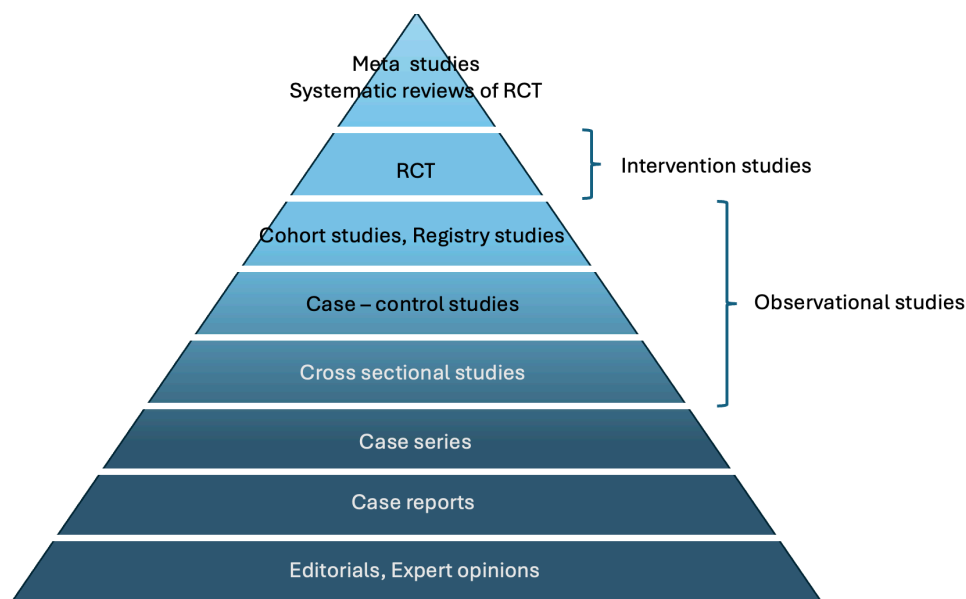 Meta  studies
Systematic reviews of RCT
RCT
Intervention studies
Cohort studies, Registry studies
Case – control studies
Observational studies
Cross sectional studies
Case series
Case reports
Editorials, Expert opinions